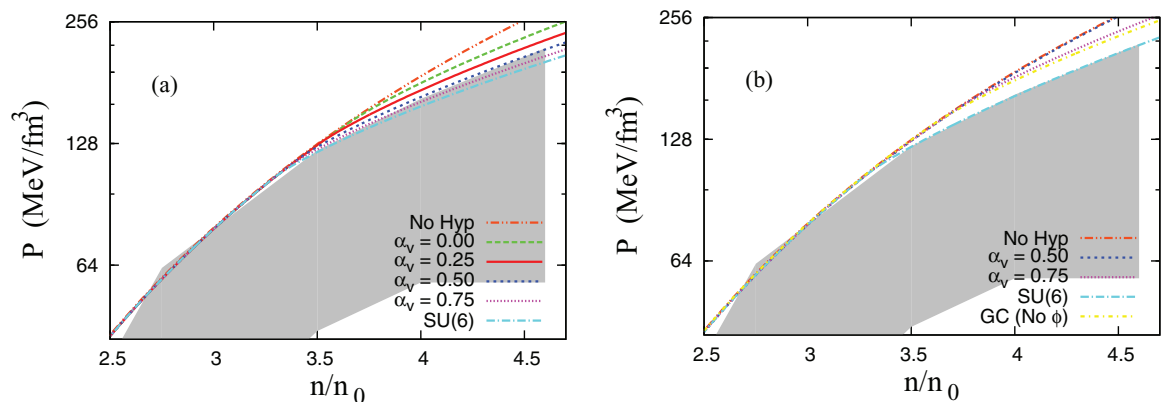 256
128
64
P (MeV/fm³)
(a)
No Hyp
αᵥ = 0.00
αᵥ = 0.25
αᵥ = 0.50
αᵥ = 0.75
SU(6)
2.5 3 3.5 4 4.5
n/n₀
256
128
64
P (MeV/fm³)
(b)
No Hyp
αᵥ = 0.50
αᵥ = 0.75
SU(6)
GC (No ϕ)
2.5 3 3.5 4 4.5
n/n₀